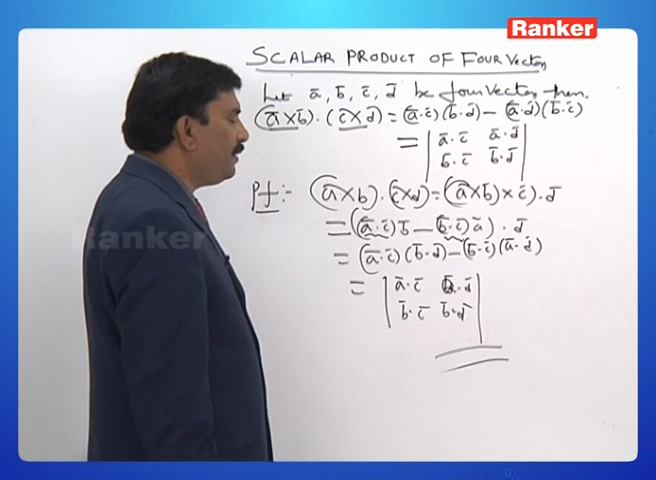 Ranker
SCALAR PRODUCT OF FOUR Vectors
Let ā, b̄, c̄, d̄ be four vectors then.
(ā×b̄)·(c̄×d̄) = (ā·c̄)(b̄·d̄) − (ā·d̄)(b̄·c̄)
= | ā·c̄ ā·d̄ |
| b̄·c̄ b̄·d̄ |
Pf :- (ā×b)·(c̄×d) = ((ā×b̄)×c̄)·d̄
= ((ā·c̄)b̄ − (b̄·c̄)ā)·d̄
= (ā·c̄)(b̄·d̄) − (b̄·c̄)(ā·d̄)
= | ā·c̄ ā·d̄ |
| b̄·c̄ b̄·d̄ |
Ranker